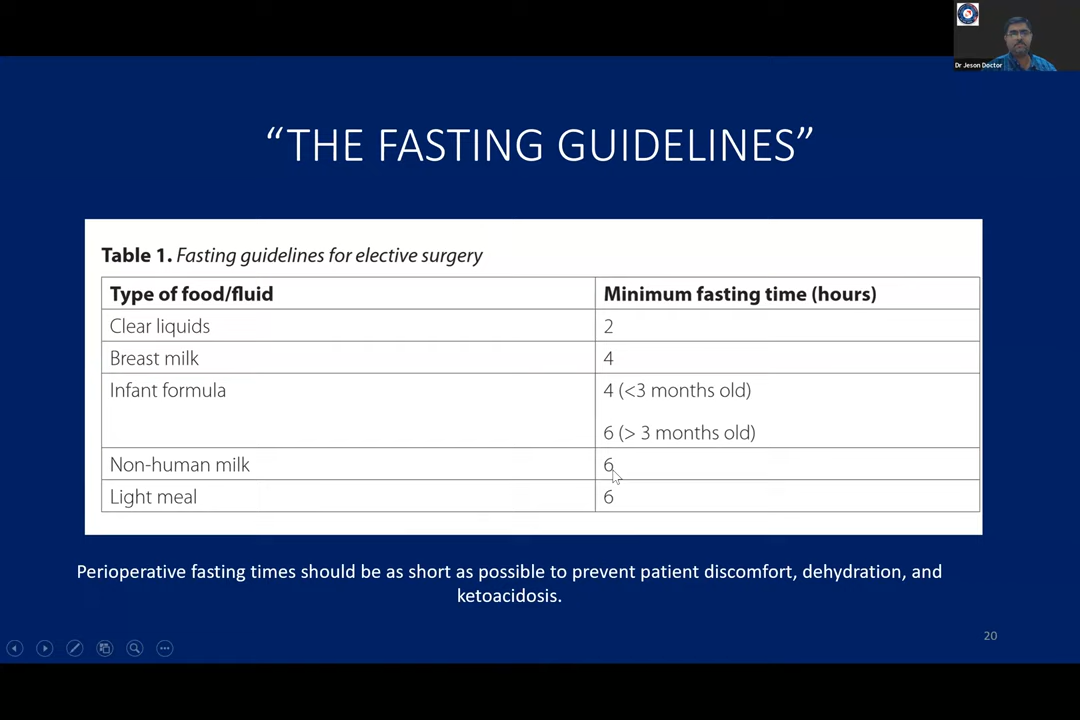 Dr Jeson Doctor
“THE FASTING GUIDELINES”
Table 1. Fasting guidelines for elective surgery
Type of food/fluid Minimum fasting time (hours)
Clear liquids 2
Breast milk 4
Infant formula 4 (<3 months old)
6 (> 3 months old)
Non-human milk 6
Light meal 6
Perioperative fasting times should be as short as possible to prevent patient discomfort, dehydration, and
ketoacidosis.
20